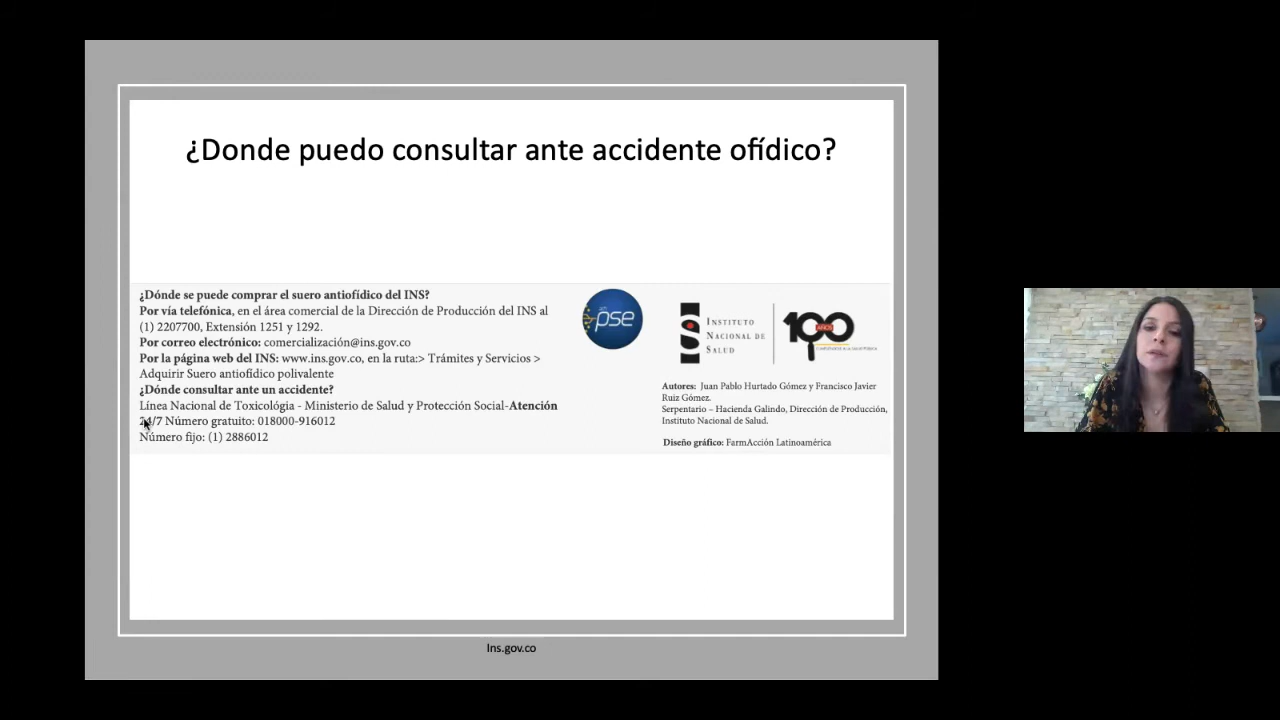 ¿Donde puedo consultar ante accidente ofídico?
¿Dónde se puede comprar el suero antiofídico del INS?
Por vía telefónica, en el área comercial de la Dirección de Producción del INS al
(1) 2207700, Extensión 1251 y 1292.
Por correo electrónico: comercialización@ins.gov.co
Por la página web del INS: www.ins.gov.co, en la ruta:> Trámites y Servicios >
Adquirir Suero antiofídico polivalente
¿Dónde consultar ante un accidente?
Línea Nacional de Toxicológia - Ministerio de Salud y Protección Social-Atención
24/7 Número gratuito: 018000-916012
Número fijo: (1) 2886012
pse
INSTITUTO
NACIONAL DE
SALUD
100
AÑOS
Autores: Juan Pablo Hurtado Gómez y Francisco Javier
Ruiz Gómez.
Serpentario – Hacienda Galindo, Dirección de Producción,
Instituto Nacional de Salud.
Diseño gráfico: FarmAcción Latinoamérica
Ins.gov.co